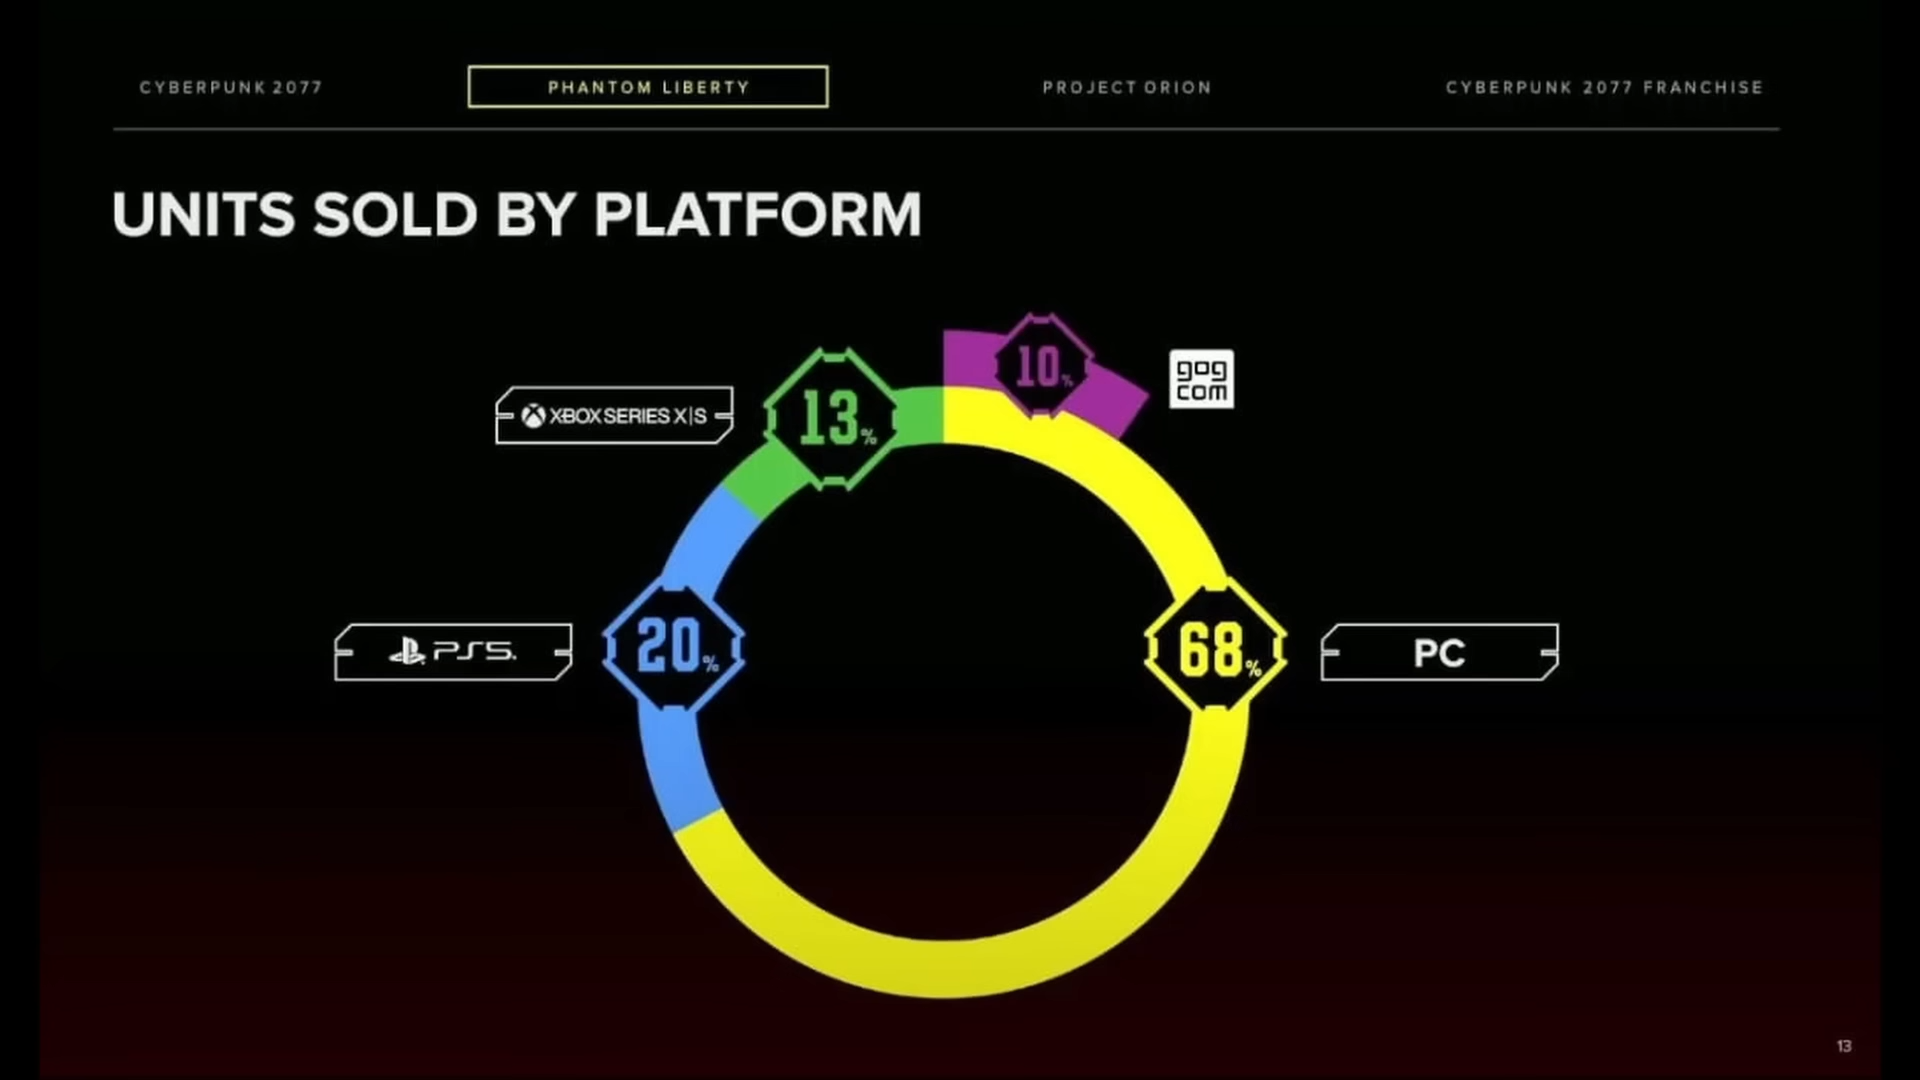 CYBERPUNK 2077
PHANTOM LIBERTY
PROJECT ORION
CYBERPUNK 2077 FRANCHISE
UNITS SOLD BY PLATFORM
10%
gog
com
13%
XBOX SERIES X|S
20%
PS5
68%
PC
13